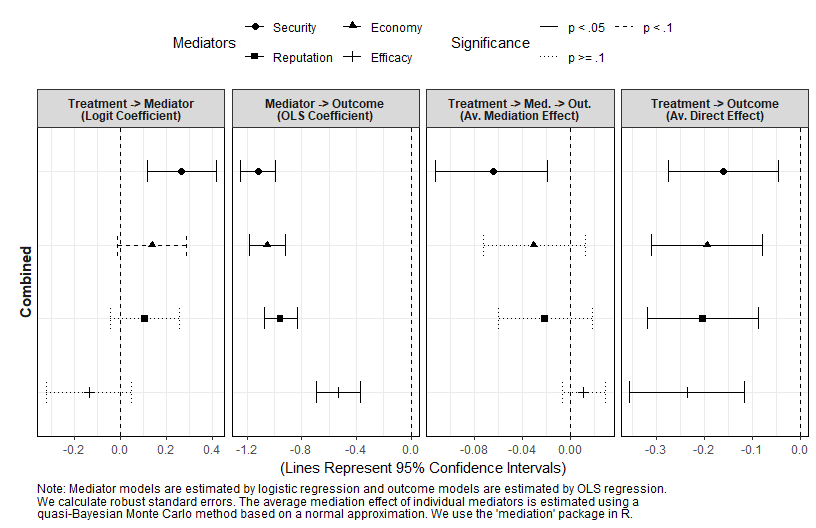 Mediators
Security
Economy
Reputation
Efficacy
Significance
p < .05
p < .1
p >= .1
Treatment -> Mediator
(Logit Coefficient)
Mediator -> Outcome
(OLS Coefficient)
Treatment -> Med. -> Out.
(Av. Mediation Effect)
Treatment -> Outcome
(Av. Direct Effect)
Combined
-0.2 0.0 0.2 0.4
-1.2 -0.8 -0.4 0.0
-0.08 -0.04 0.00
-0.3 -0.2 -0.1 0.0
(Lines Represent 95% Confidence Intervals)
Note: Mediator models are estimated by logistic regression and outcome models are estimated by OLS regression.
We calculate robust standard errors. The average mediation effect of individual mediators is estimated using a
quasi-Bayesian Monte Carlo method based on a normal approximation. We use the 'mediation' package in R.